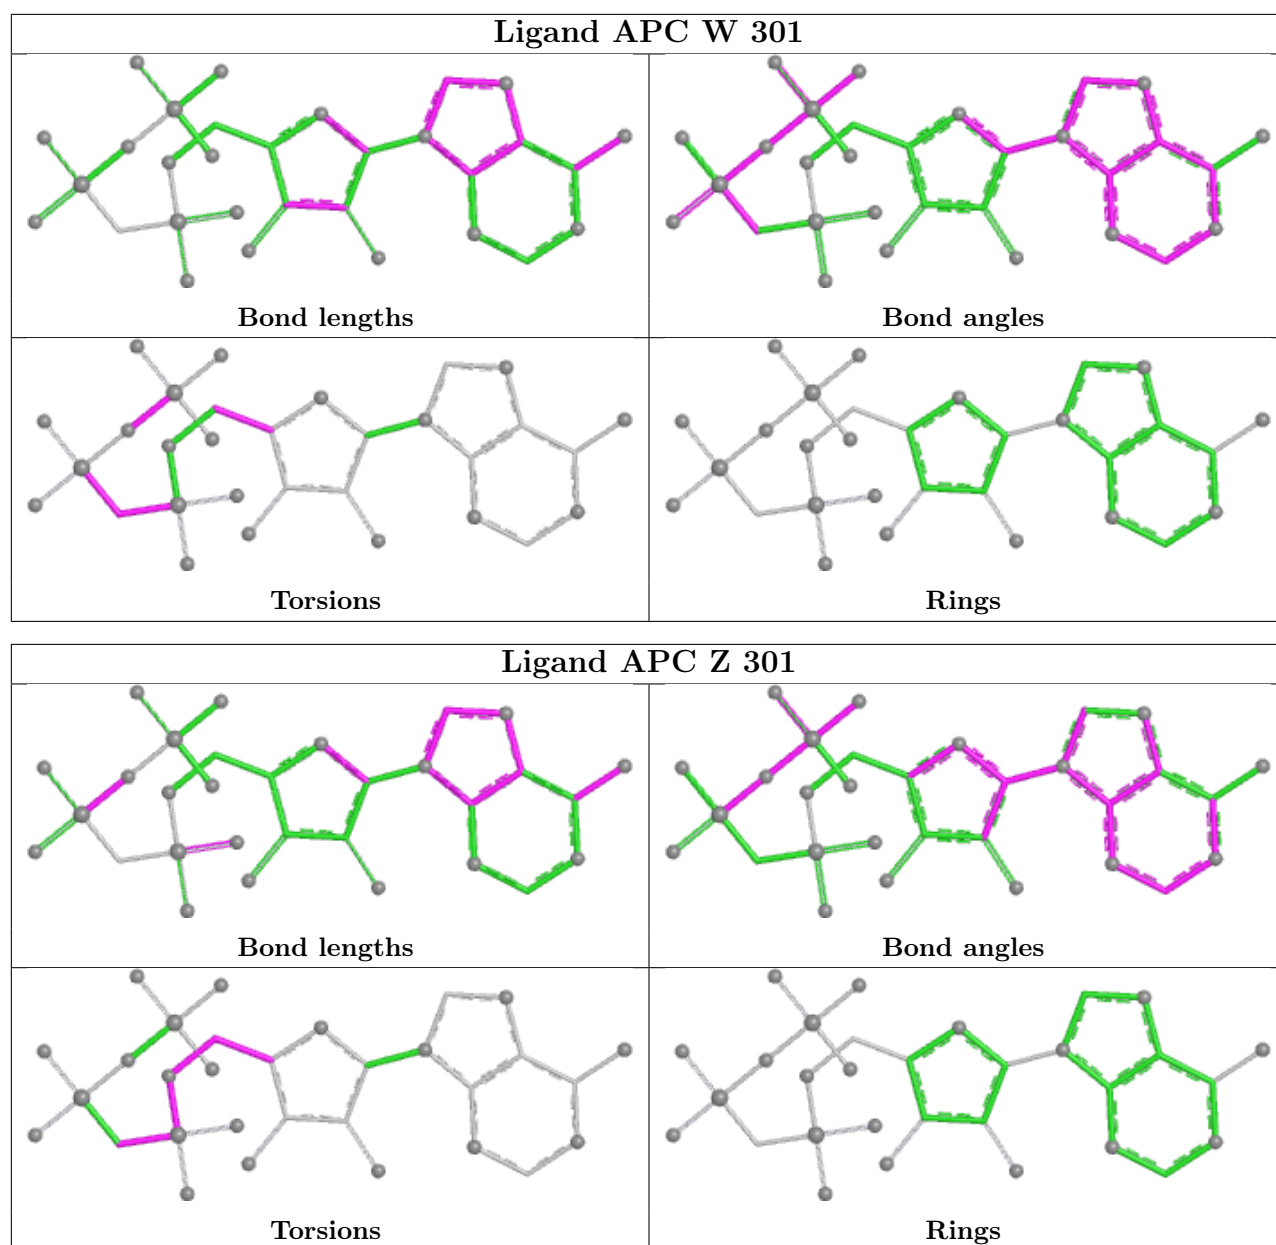 Ligand APC W 301
Bond lengths
Bond angles
Torsions
Rings
Ligand APC Z 301
Bond lengths
Bond angles
Torsions
Rings